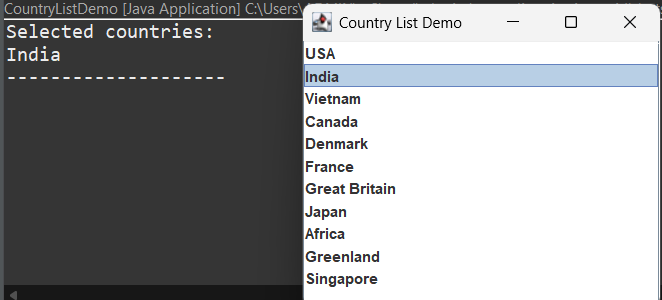 CountryListDemo [Java Application] C:\Users\
Selected countries:
India
--------------------
Country List Demo
USA
India
Vietnam
Canada
Denmark
France
Great Britain
Japan
Africa
Greenland
Singapore